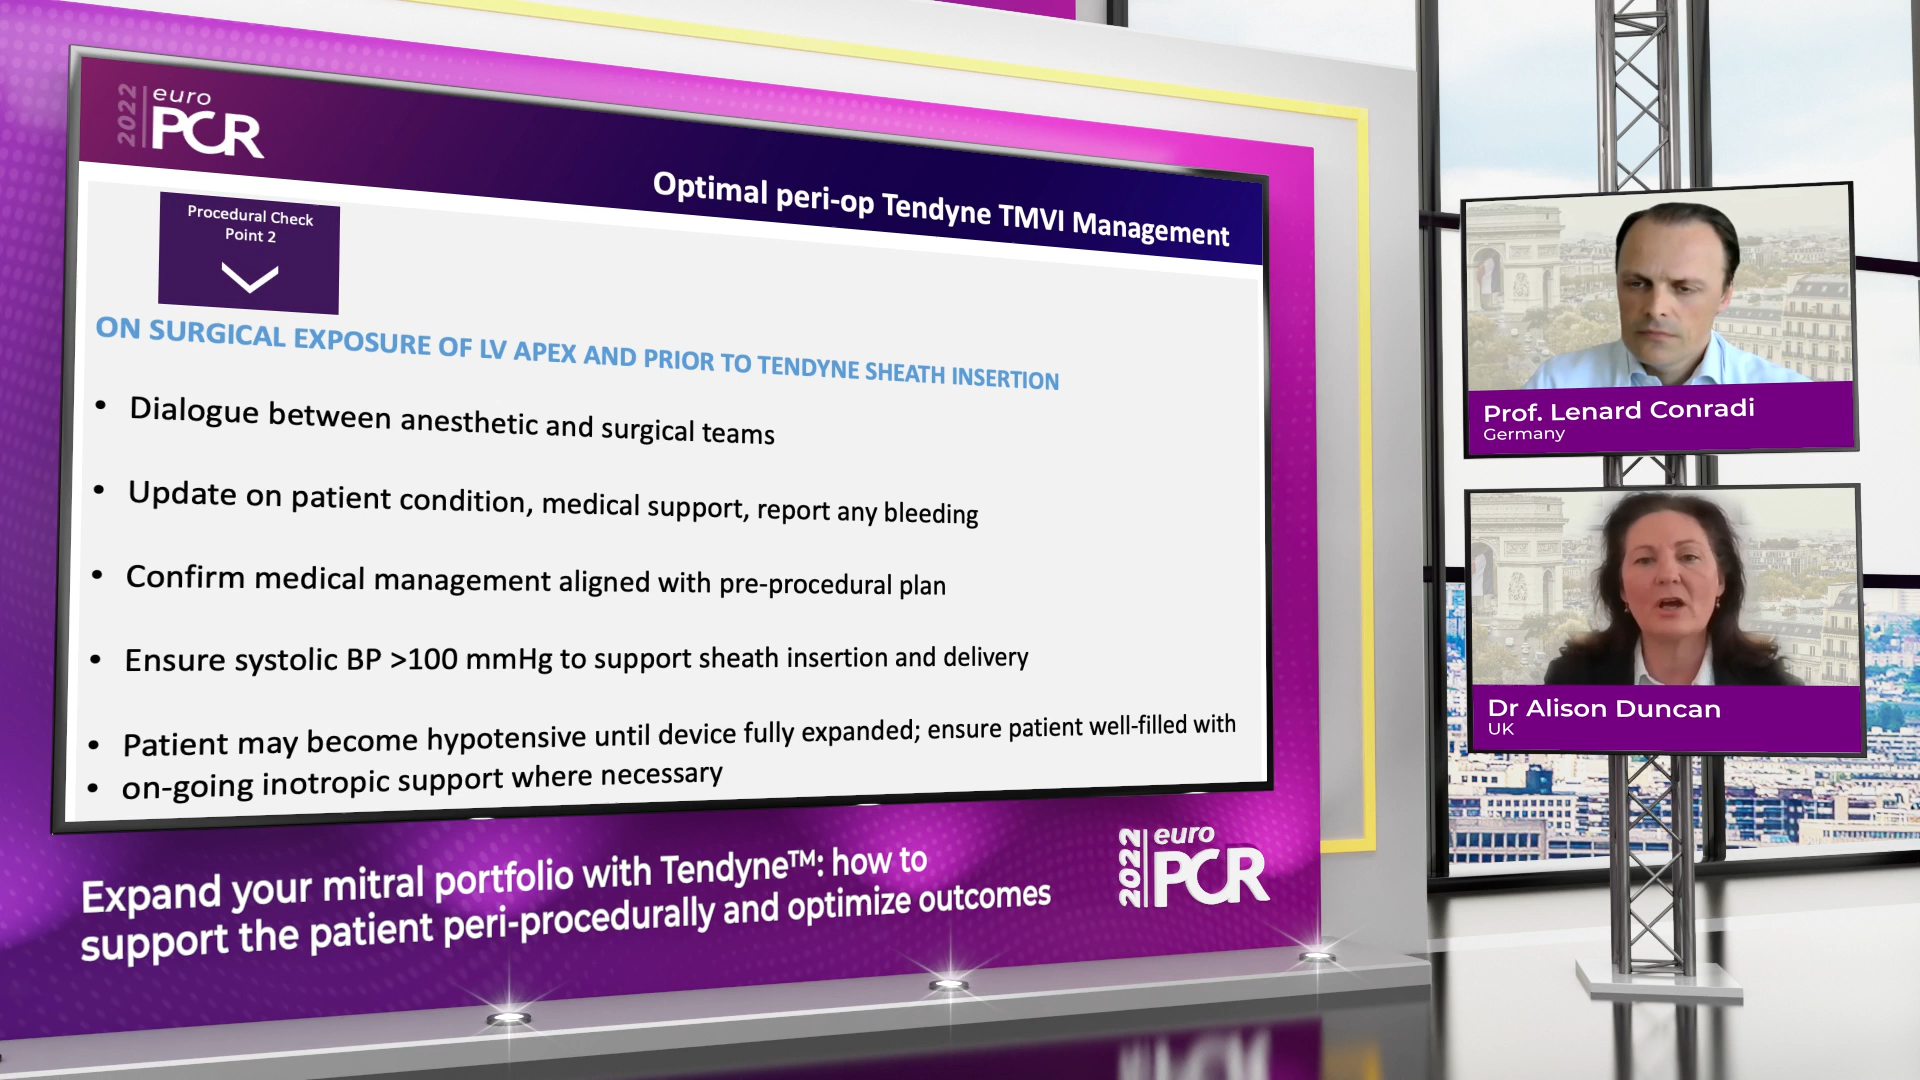 2022 euro
PCR
Optimal peri-op Tendyne TMVI Management
Procedural Check
Point 2
ON SURGICAL EXPOSURE OF LV APEX AND PRIOR TO TENDYNE SHEATH INSERTION
• Dialogue between anesthetic and surgical teams
• Update on patient condition, medical support, report any bleeding
• Confirm medical management aligned with pre-procedural plan
• Ensure systolic BP >100 mmHg to support sheath insertion and delivery
• Patient may become hypotensive until device fully expanded; ensure patient well-filled with
• on-going inotropic support where necessary
Expand your mitral portfolio with Tendyne™: how to
support the patient peri-procedurally and optimize outcomes
2022 euro
PCR
Prof. Lenard Conradi
Germany
Dr Alison Duncan
UK